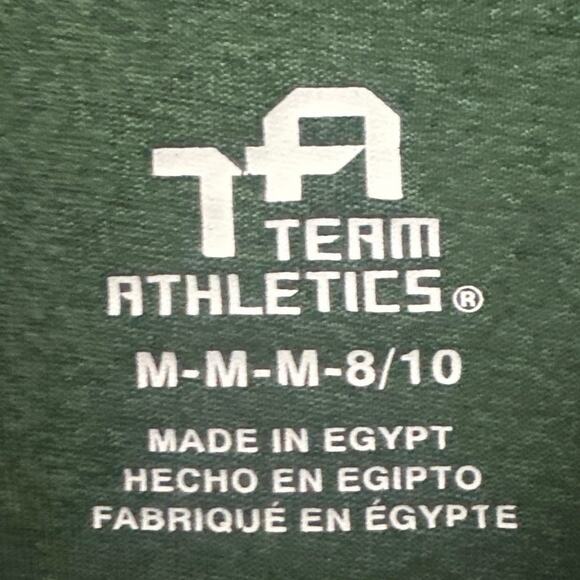 TA
TEAM
ATHLETICS®
M-M-M-8/10
MADE IN EGYPT
HECHO EN EGIPTO
FABRIQUÉ EN ÉGYPTE